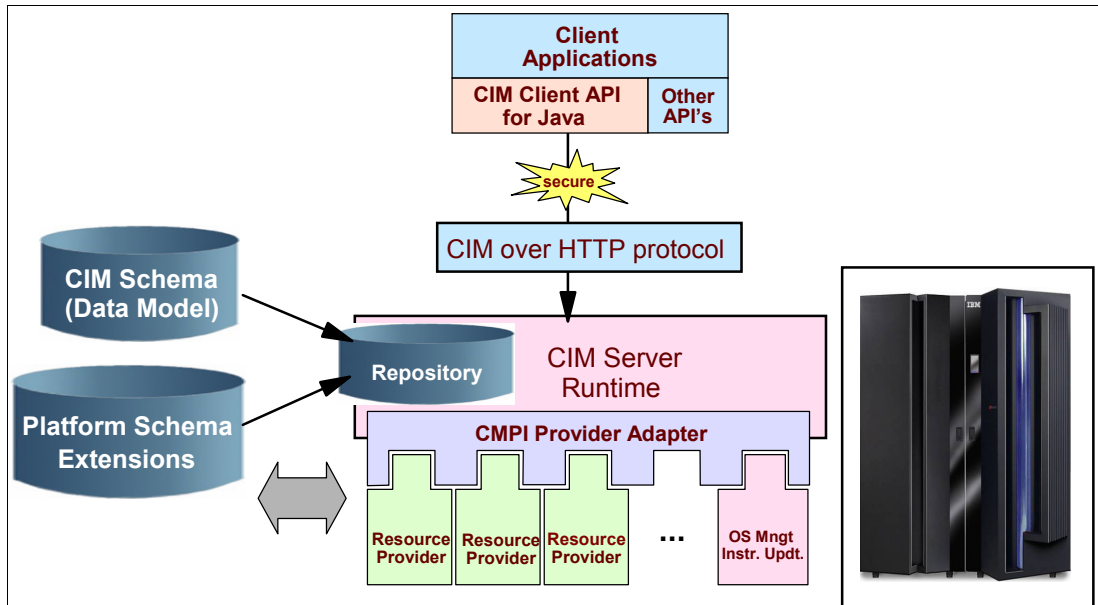 Client
Applications
CIM Client API
for Java
Other
API's
secure
CIM over HTTP protocol
CIM Schema
(Data Model)
IBM
Repository
CIM Server
Runtime
Platform Schema
Extensions
CMPI Provider Adapter
Resource
Provider
Resource
Provider
Resource
Provider
...
OS Mngt
Instr. Updt.